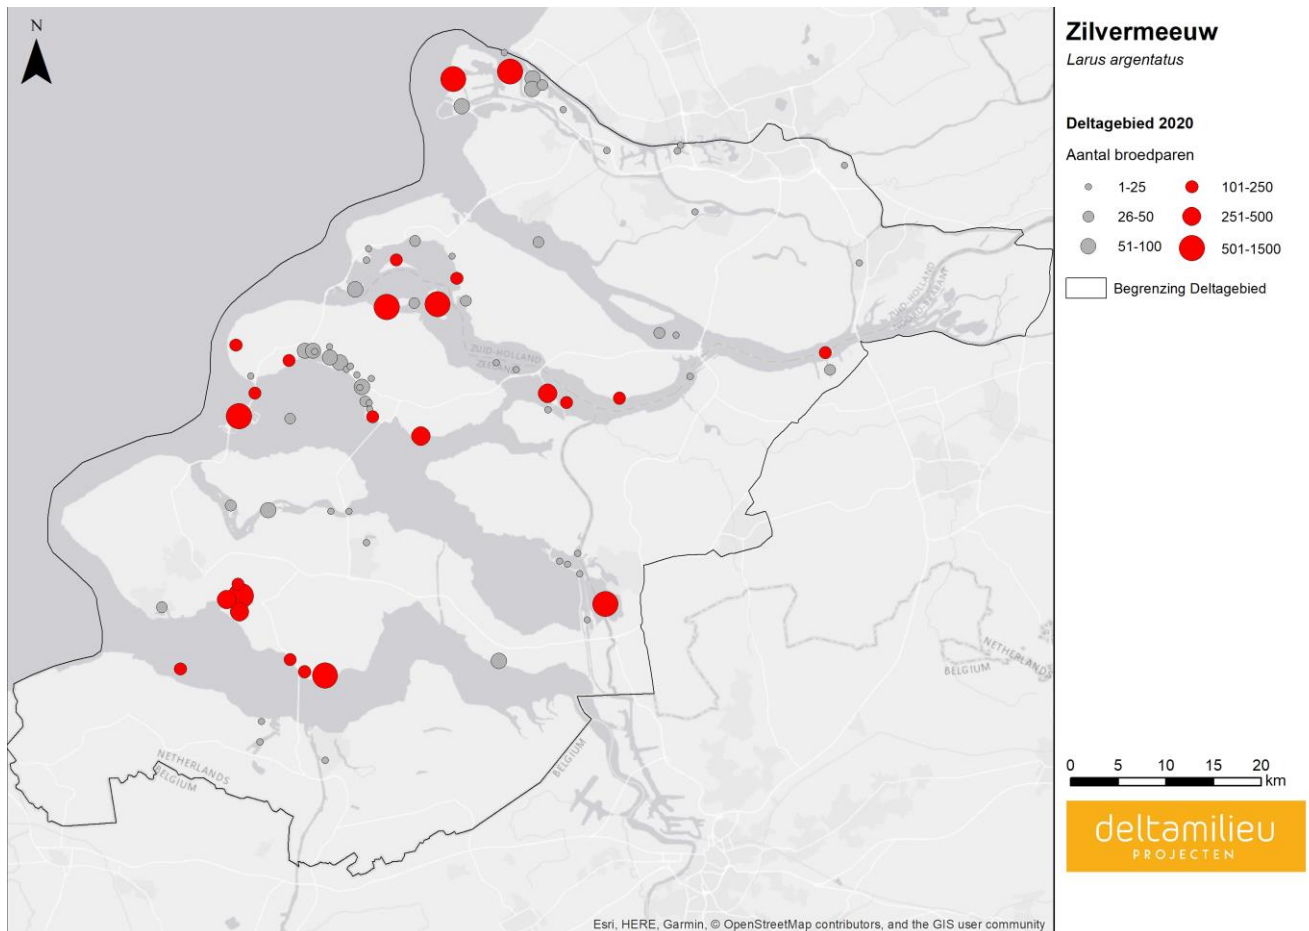 N
Zilvermeeuw
Larus argentatus
Deltagebied 2020
Aantal broedparen
1-25
101-250
26-50
251-500
51-100
501-1500
Begrenzing Deltagebied
ZUID-HOLLAND
ZUID-HOLLAND
ZEELAND
NETHERLANDS
BELGIUM
NETHERLANDS
BELGIUM
BELGIUM
0 5 10 15 20
km
deltamilieu
PROJECTEN
Esri, HERE, Garmin, © OpenStreetMap contributors, and the GIS user community